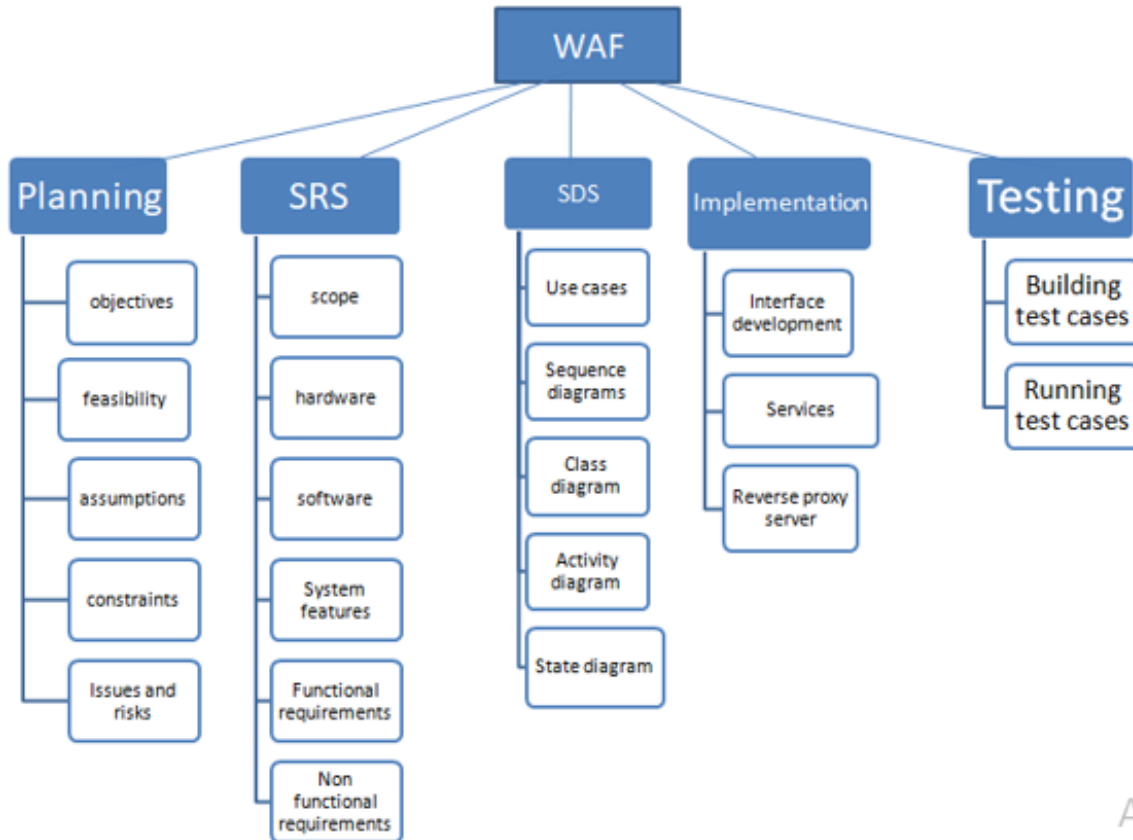 WAF
Planning
objectives
feasibility
assumptions
constraints
Issues and
risks
SRS
scope
hardware
software
System
features
Functional
requirements
Non
functional
requirements
SDS
Use cases
Sequence
diagrams
Class
diagram
Activity
diagram
State diagram
Implementation
Interface
development
Services
Reverse proxy
server
Testing
Building
test cases
Running
test cases
A